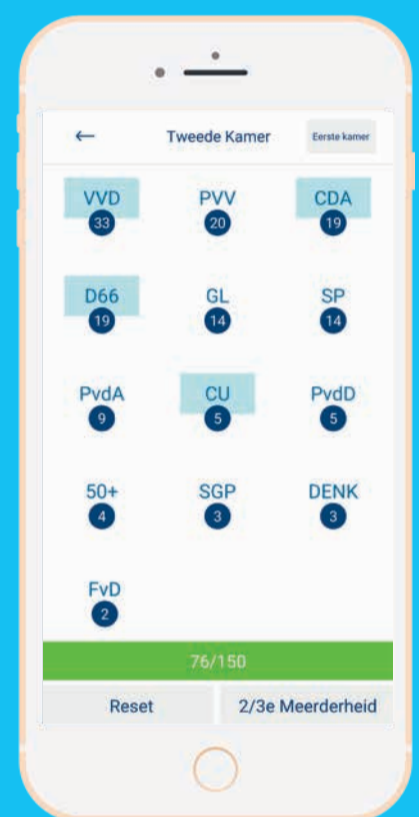 ← Tweede Kamer Eerste kamer
VVD PVV CDA
33 20 19
D66 GL SP
19 14 14
PvdA CU PvdD
9 5 5
50+ SGP DENK
4 3 3
FvD
2
76/150
Reset 2/3e Meerderheid